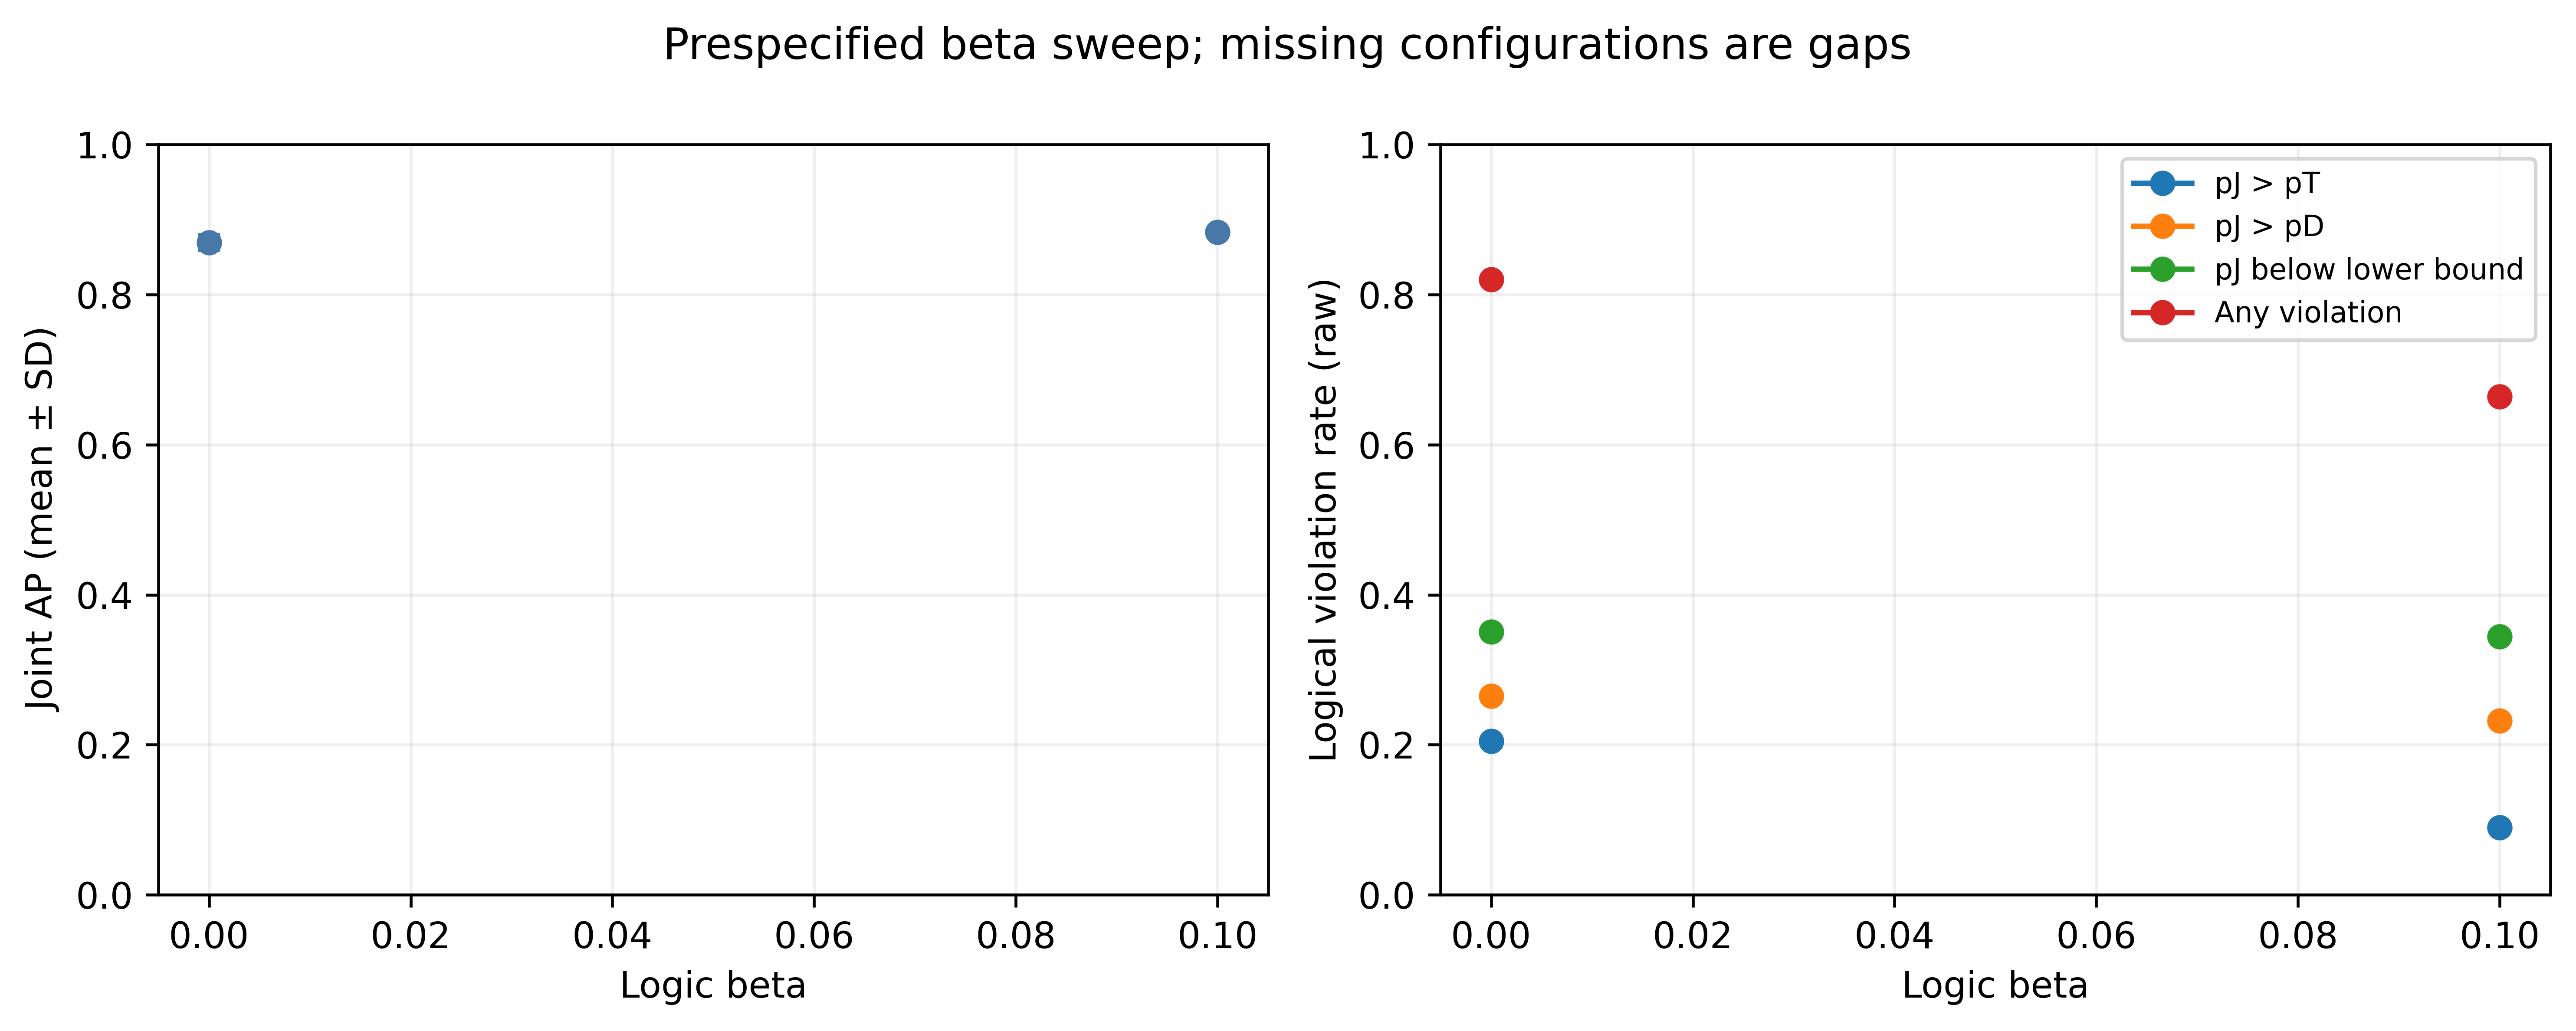 Prespecified beta sweep; missing configurations are gaps
Joint AP (mean ± SD)
1.0
0.8
0.6
0.4
0.2
0.0
0.00 0.02 0.04 0.06 0.08 0.10
Logic beta
Logical violation rate (raw)
1.0
0.8
0.6
0.4
0.2
0.0
pJ > pT
pJ > pD
pJ below lower bound
Any violation
0.00 0.02 0.04 0.06 0.08 0.10
Logic beta